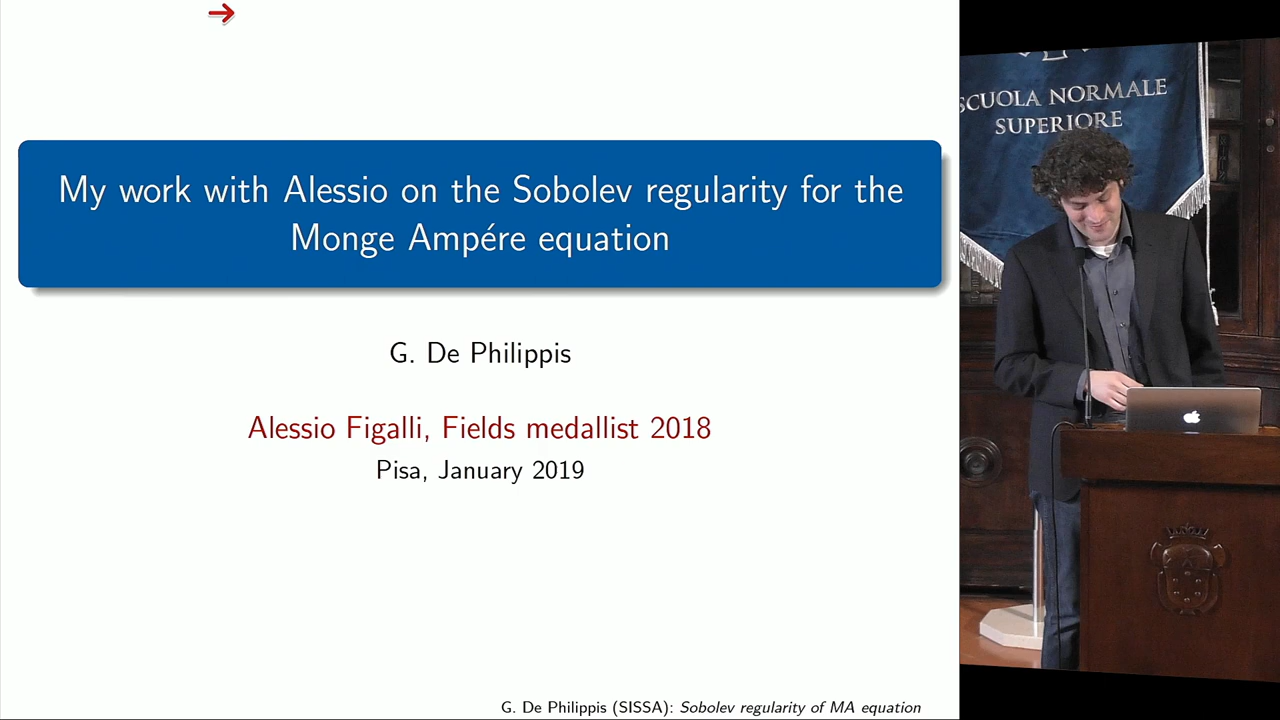 My work with Alessio on the Sobolev regularity for the
Monge Ampére equation
G. De Philippis
Alessio Figalli, Fields medallist 2018
Pisa, January 2019
G. De Philippis (SISSA): Sobolev regularity of MA equation
SCUOLA NORMALE
SUPERIORE